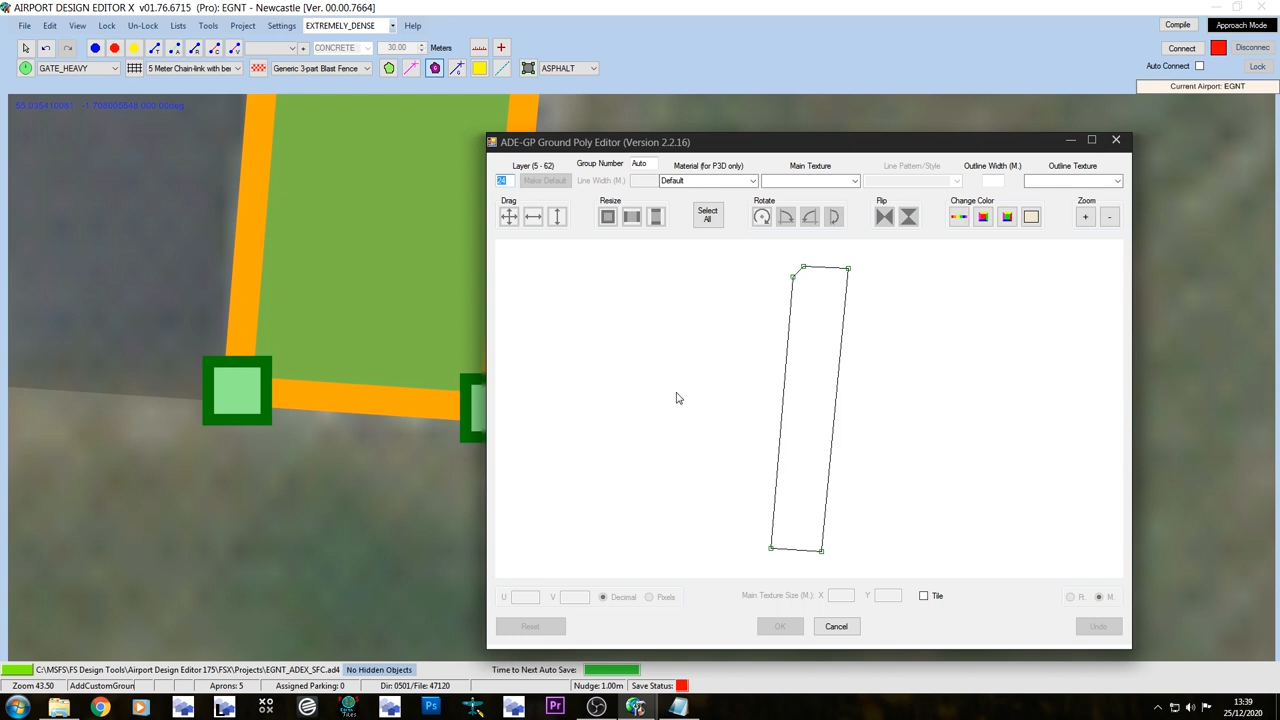 AIRPORT DESIGN EDITOR X v01.76.6715 (Pro): EGNT - Newcastle [Ver. 00.00.7664]
File Edit View Lock Un-Lock Lists Tools Project Settings EXTREMELY_DENSE Help
Compile Approach Mode
CONCRETE 30.00 Meters
Connect Disconnec
GATE_HEAVY 5 Meter Chain-link with bec Generic 3-part Blast Fence ASPHALT
Auto Connect Lock
Current Airport: EGNT
ADE-GP Ground Poly Editor (Version 2.2.16)
Layer (5 - 62) Group Number Auto Material (for P3D only) Main Texture Line Pattern/Style Outline Width (M.) Outline Texture
24 Make Default Line Width (M.) Default
Drag Resize Select All Rotate Flip Change Color Zoom
+ -
U V Decimal Pixels Main Texture Size (M.) X Y Tile Ft. M.
Reset OK Cancel Undo
C:\MSFS\FS Design Tools\Airport Design Editor 175\FSX\Projects\EGNT_ADEX_SFC.ad4 No Hidden Objects Time to Next Auto Save:
Zoom 43.50 AddCustomGroun Aprons: 5 Assigned Parking: 0 Dir: 0501/File: 47120 Nudge: 1.00m Save Status:
13:39
25/12/2020